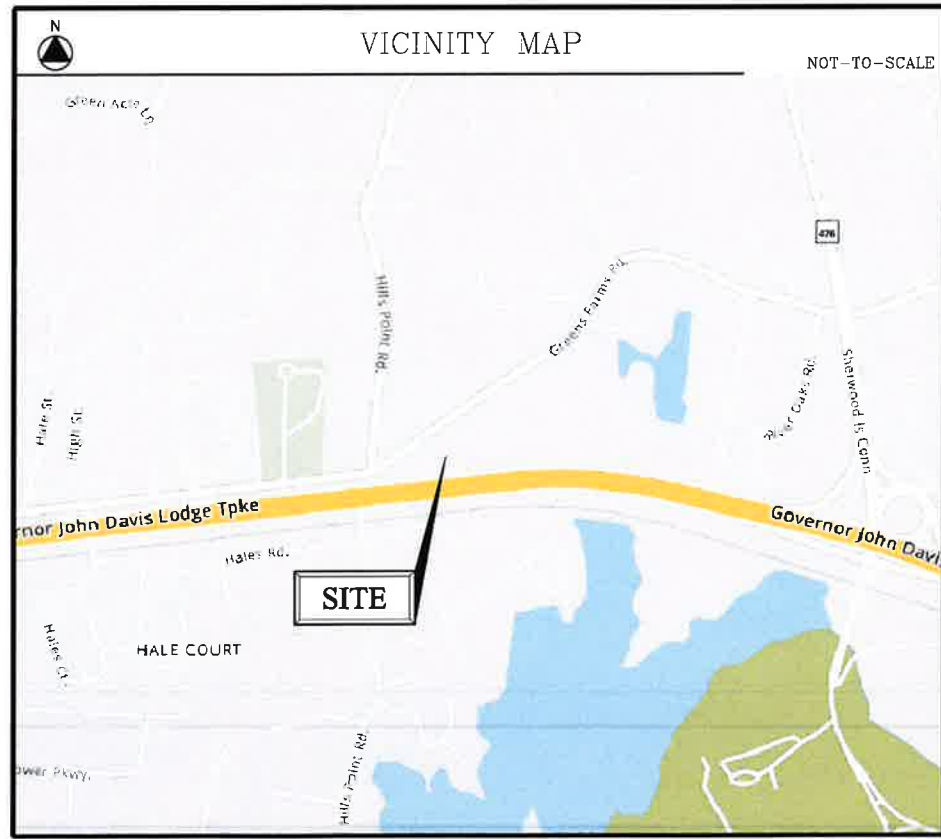 N
VICINITY MAP
NOT-TO-SCALE
Green Acre Ln
476
Hills Point Rd.
Greens Farms Rd.
Hale St.
High St.
River Oaks Rd.
Sherwood Is Conn
rnor John Davis Lodge Tpke
Governor John Davis
Hales Rd.
SITE
Hales Ct.
HALE COURT
Hills Point Rd.
ower Pkwy.